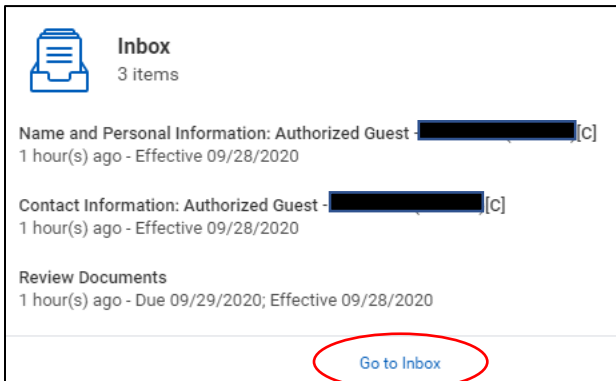 Inbox
3 items
Name and Personal Information: Authorized Guest - [C]
1 hour(s) ago - Effective 09/28/2020
Contact Information: Authorized Guest - [C]
1 hour(s) ago - Effective 09/28/2020
Review Documents
1 hour(s) ago - Due 09/29/2020; Effective 09/28/2020
Go to Inbox